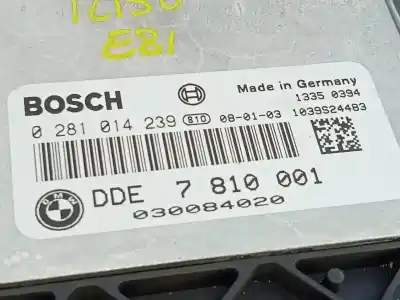 E81
BOSCH
Made in Germany
1335 0394
0 281 014 239 810 08-01-03 1039S24483
BMW
DDE 7 810 001
030084020